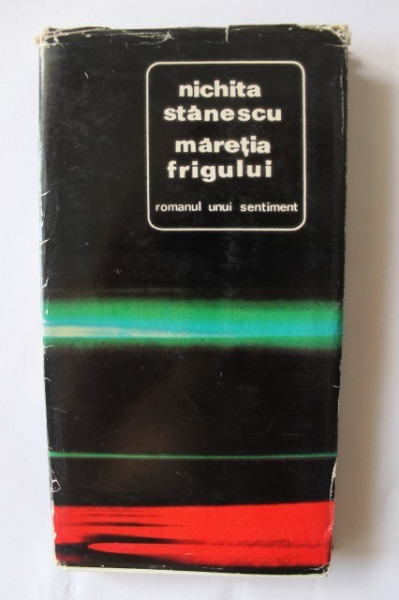 nichita
stănescu
măreţia
frigului
romanul unui sentiment